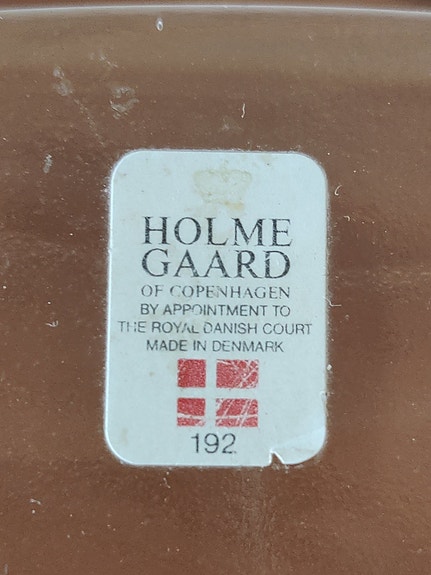 HOLME
GAARD
OF COPENHAGEN
BY APPOINTMENT TO
THE ROYAL DANISH COURT
MADE IN DENMARK
192